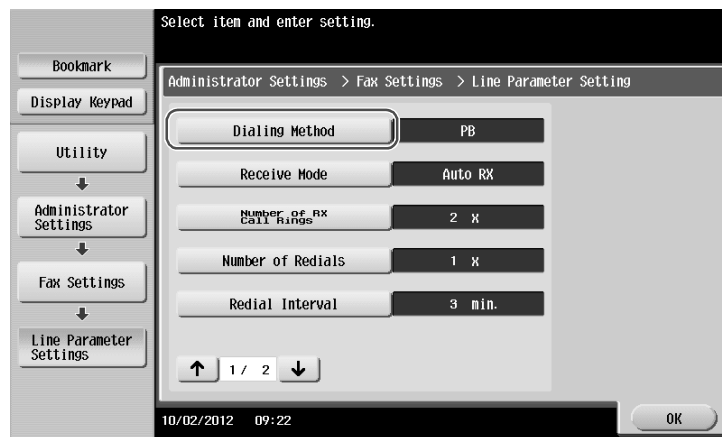 Select item and enter setting.
Bookmark
Display Keypad
Utility
Administrator
Settings
Fax Settings
Line Parameter
Settings
Administrator Settings > Fax Settings > Line Parameter Setting
Dialing Method PB
Receive Mode Auto RX
Number of RX
Call Rings 2 X
Number of Redials 1 X
Redial Interval 3 min.
↑ 1/ 2 ↓
10/02/2012 09:22
OK